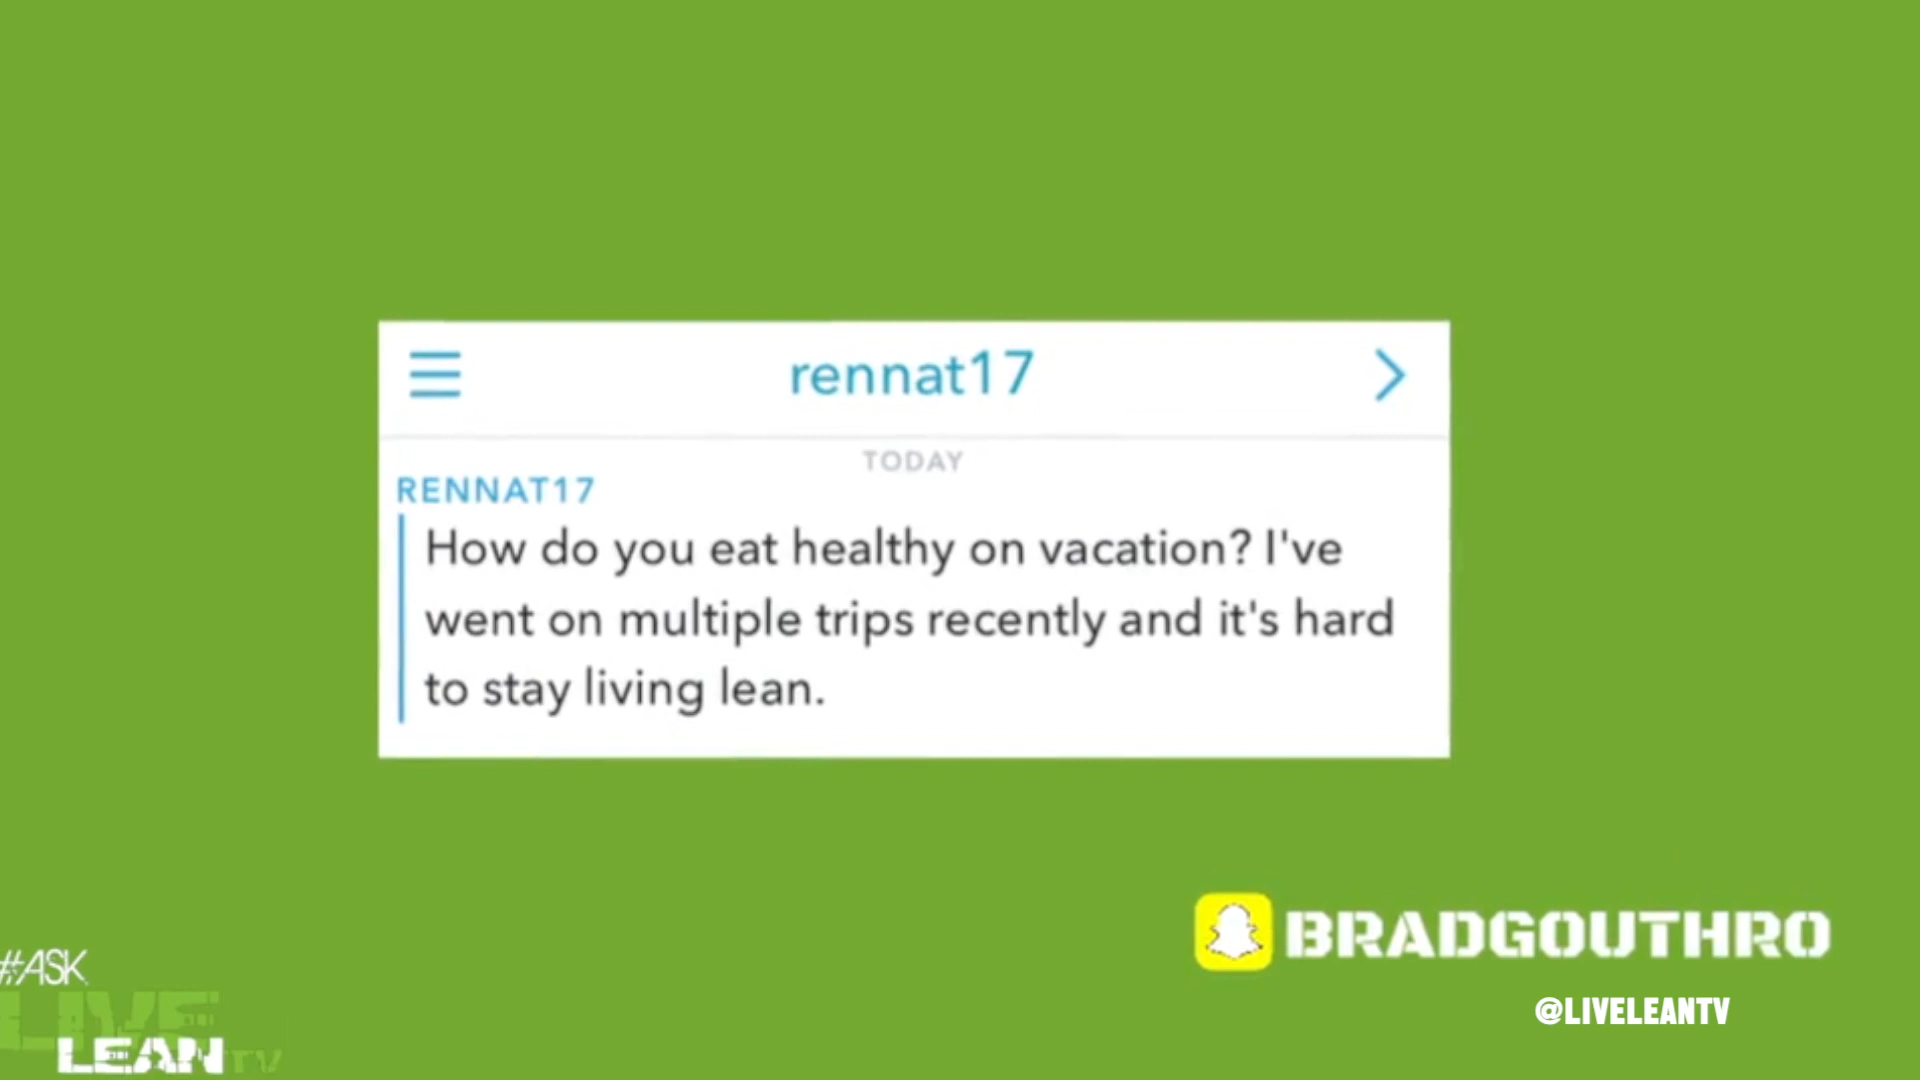 rennat17
TODAY
RENNAT17
How do you eat healthy on vacation? I've
went on multiple trips recently and it's hard
to stay living lean.
BRADGOUTHRO
@LIVELEANTV
#ASK
LIVE
LEAN TV